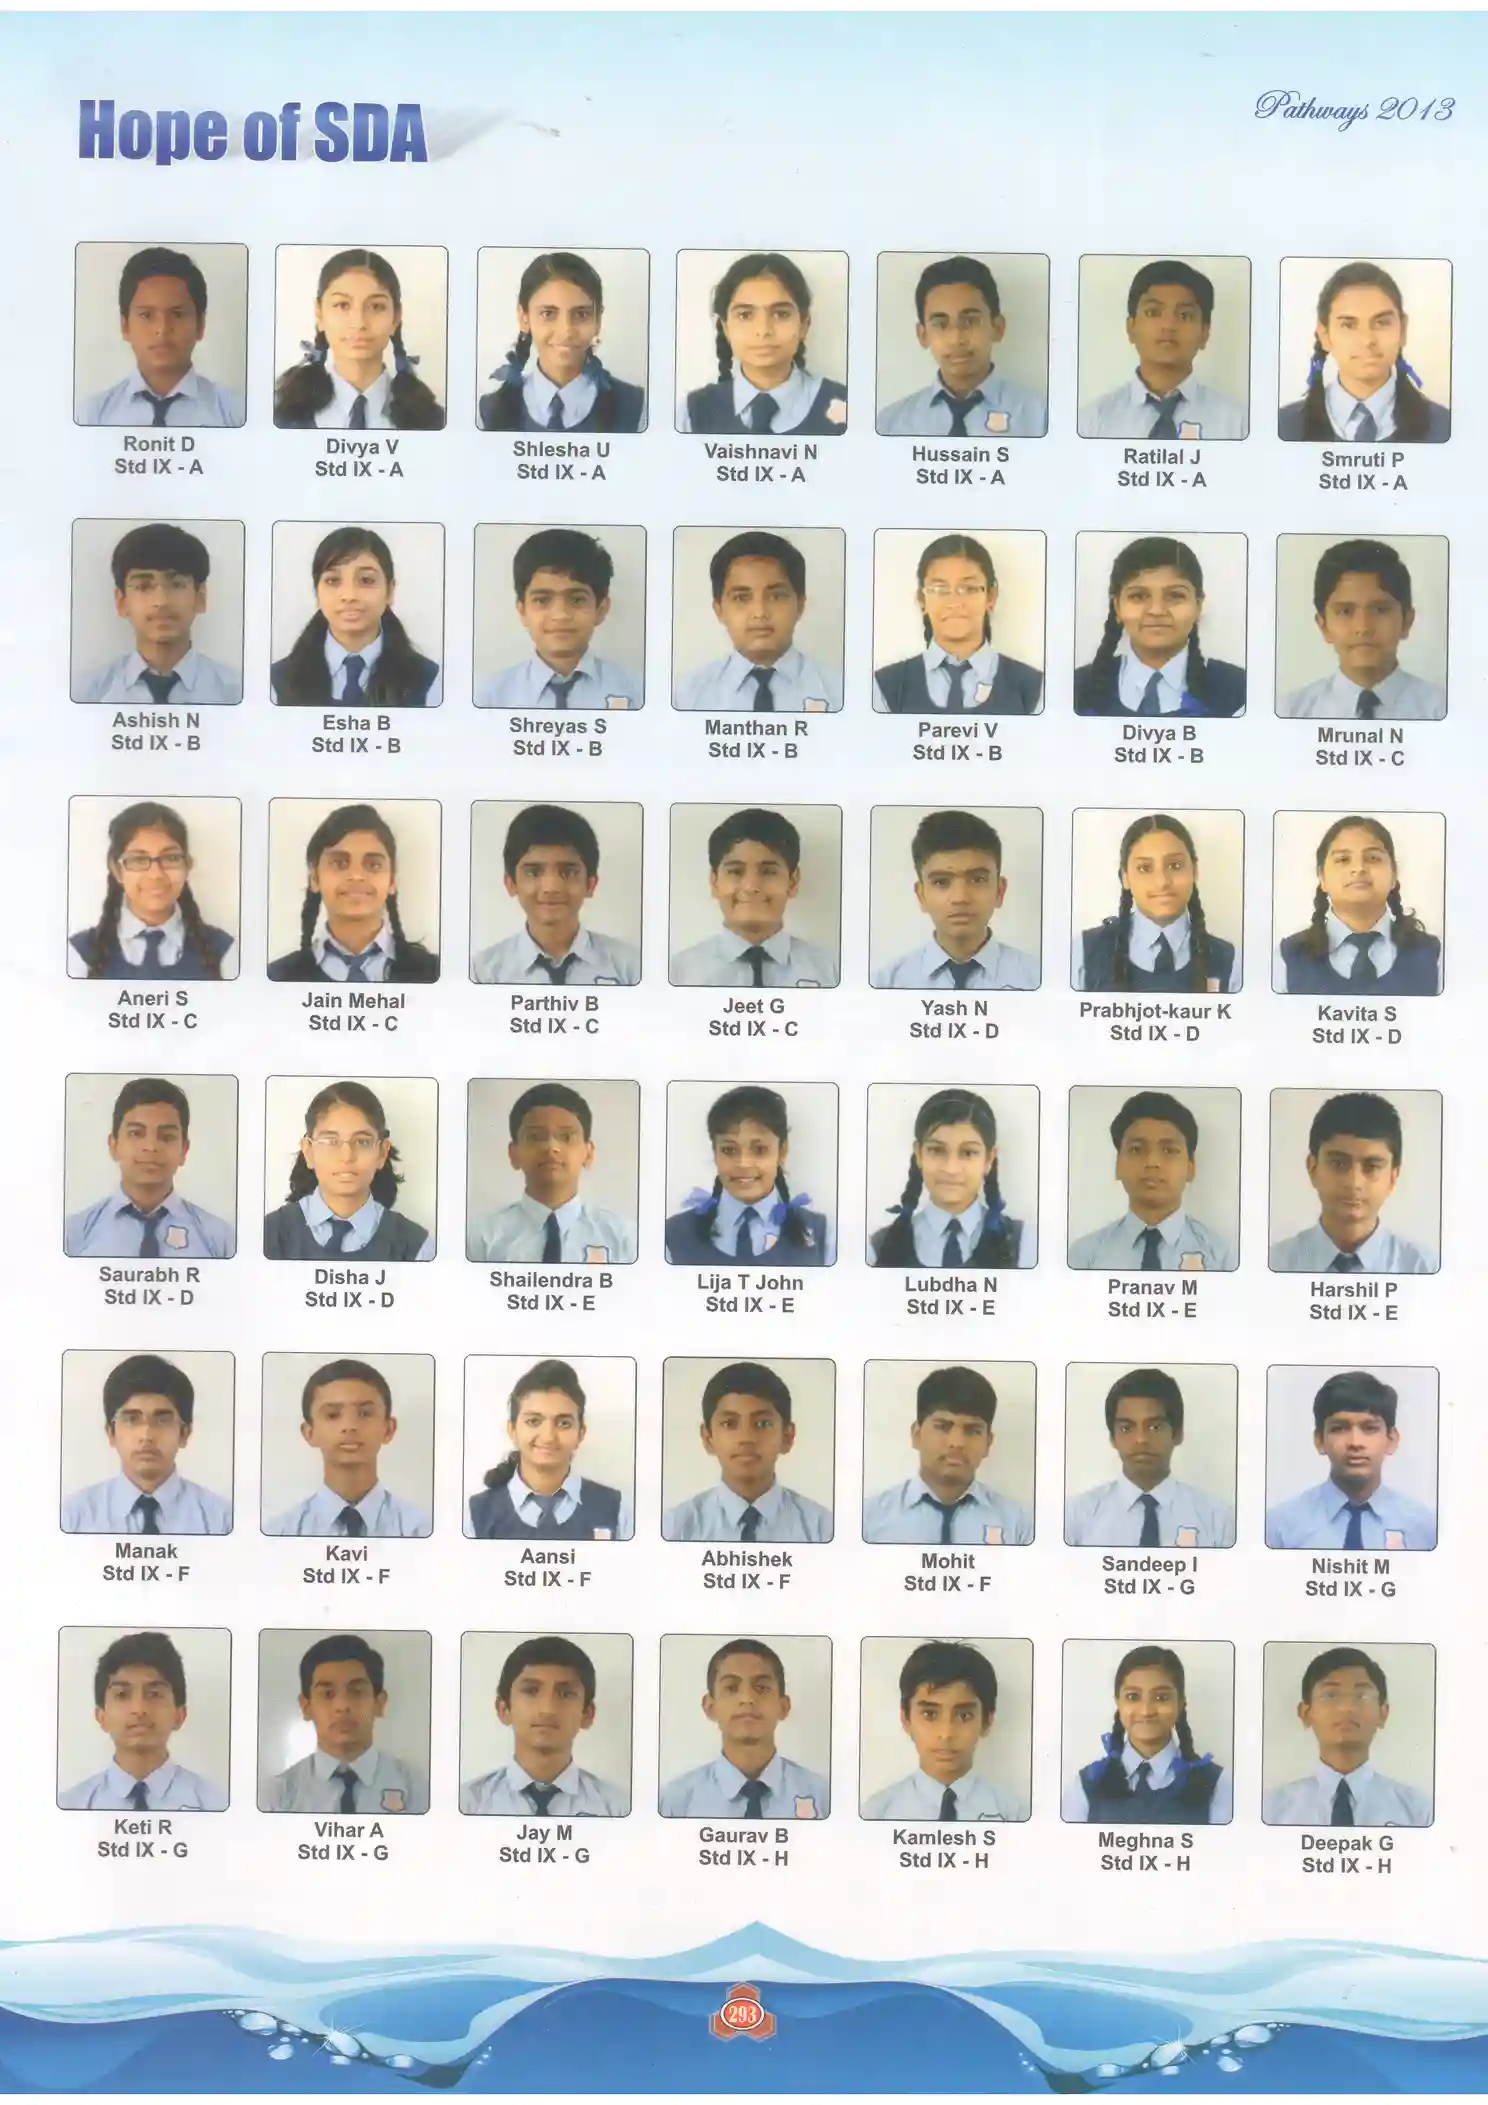 Hope of SDA
Pathways 2013
Ronit D
Std IX - A
Divya V
Std IX - A
Shlesha U
Std IX - A
Vaishnavi N
Std IX - A
Hussain S
Std IX - A
Ratilal J
Std IX - A
Smruti P
Std IX - A
Ashish N
Std IX - B
Esha B
Std IX - B
Shreyas S
Std IX - B
Manthan R
Std IX - B
Parevi V
Std IX - B
Divya B
Std IX - B
Mrunal N
Std IX - C
Aneri S
Std IX - C
Jain Mehal
Std IX - C
Parthiv B
Std IX - C
Jeet G
Std IX - C
Yash N
Std IX - D
Prabhjot-kaur K
Std IX - D
Kavita S
Std IX - D
Saurabh R
Std IX - D
Disha J
Std IX - D
Shailendra B
Std IX - E
Lija T John
Std IX - E
Lubdha N
Std IX - E
Pranav M
Std IX - E
Harshil P
Std IX - E
Manak
Std IX - F
Kavi
Std IX - F
Aansi
Std IX - F
Abhishek
Std IX - F
Mohit
Std IX - F
Sandeep I
Std IX - G
Nishit M
Std IX - G
Keti R
Std IX - G
Vihar A
Std IX - G
Jay M
Std IX - G
Gaurav B
Std IX - H
Kamlesh S
Std IX - H
Meghna S
Std IX - H
Deepak G
Std IX - H
293